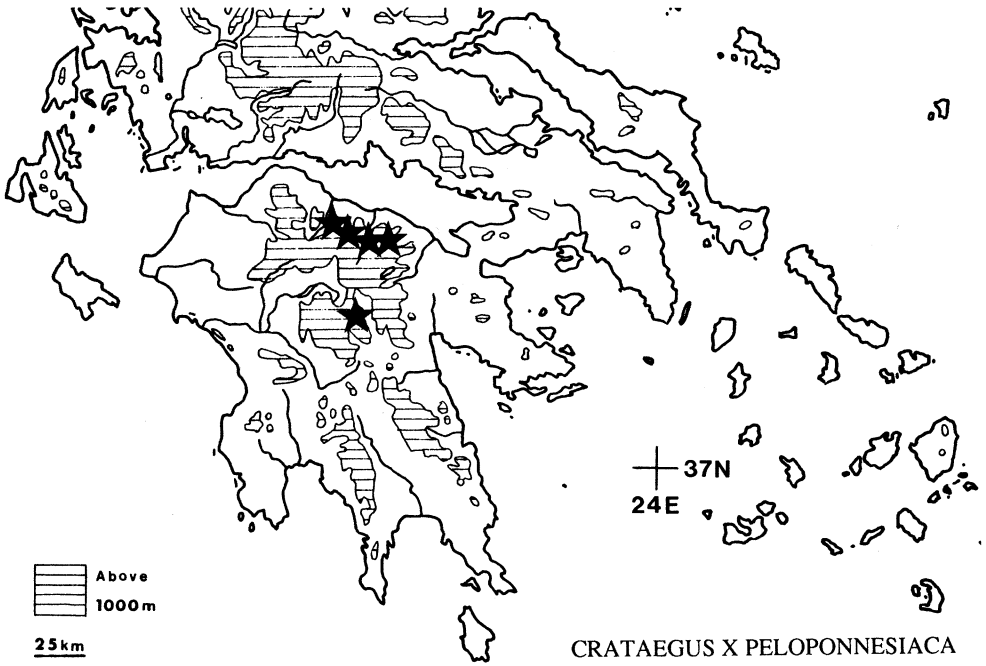 37N
24E
Above
1000m
25km
CRATAEGUS X PELOPONNESIACA